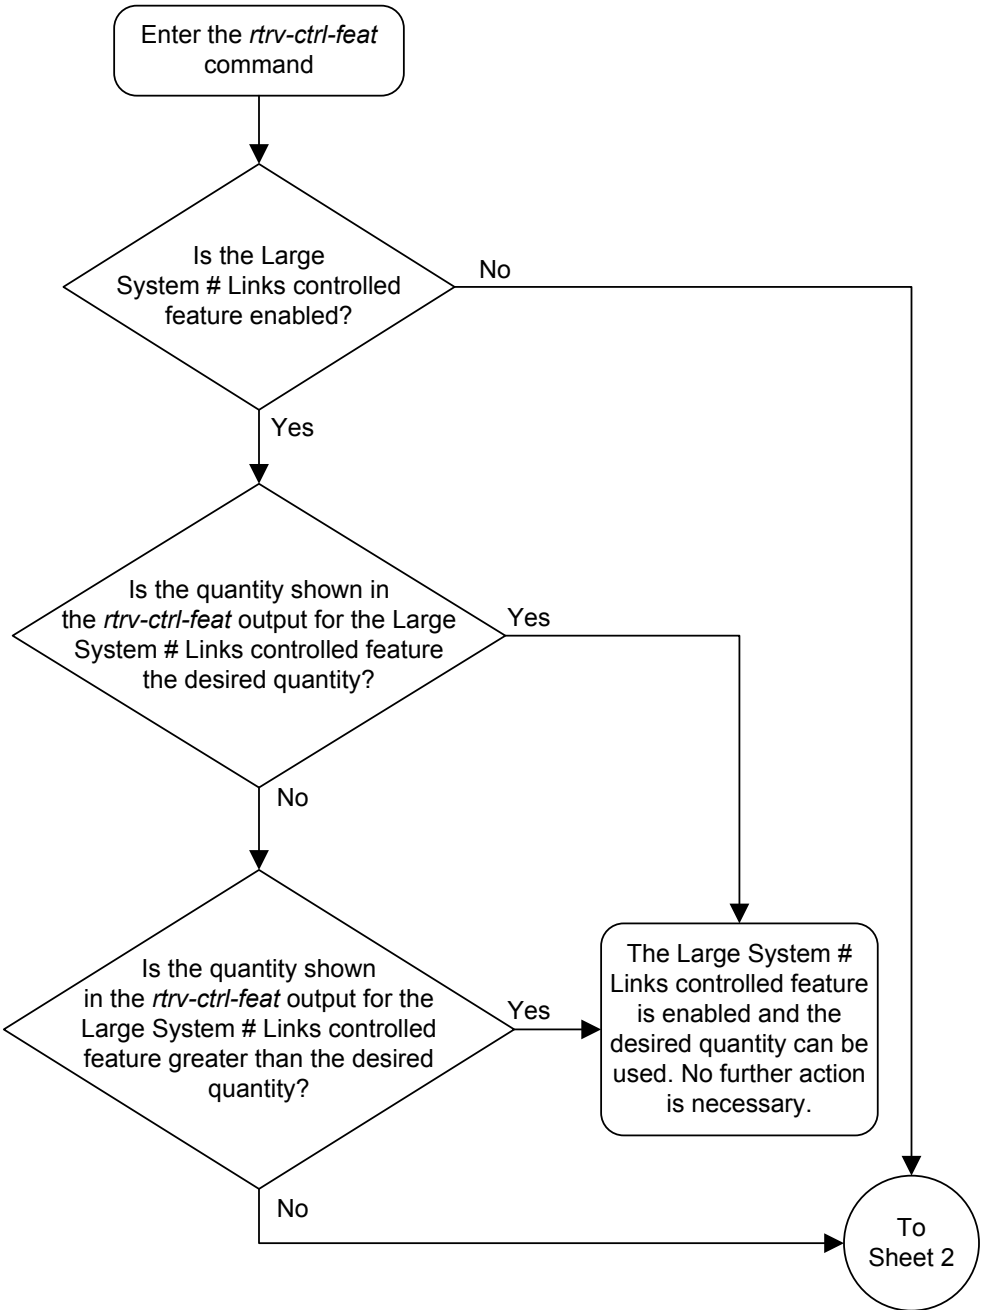 Enter the rtrv-ctrl-feat
command
Is the Large
System # Links controlled
feature enabled?
No
Yes
Is the quantity shown in
the rtrv-ctrl-feat output for the Large
System # Links controlled feature
the desired quantity?
Yes
No
Is the quantity shown
in the rtrv-ctrl-feat output for the
Large System # Links controlled
feature greater than the desired
quantity?
Yes
No
The Large System #
Links controlled feature
is enabled and the
desired quantity can be
used. No further action
is necessary.
To
Sheet 2